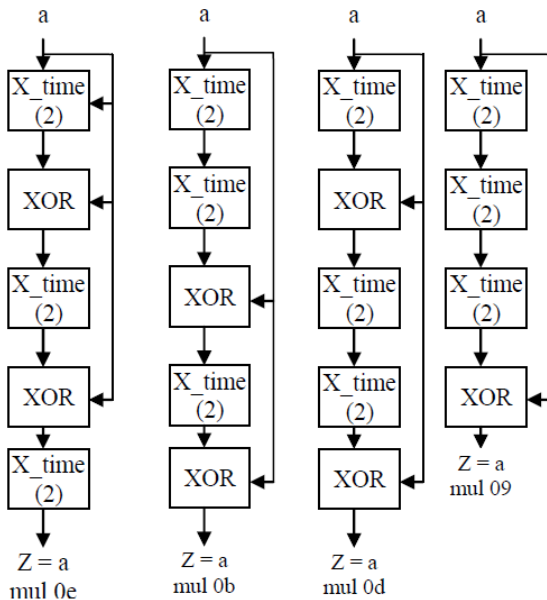 a
X_time
(2)
XOR
X_time
(2)
XOR
X_time
(2)
Z = a
mul 0e
a
X_time
(2)
X_time
(2)
XOR
X_time
(2)
XOR
Z = a
mul 0b
a
X_time
(2)
XOR
X_time
(2)
X_time
(2)
XOR
Z = a
mul 0d
a
X_time
(2)
X_time
(2)
X_time
(2)
XOR
Z = a
mul 09